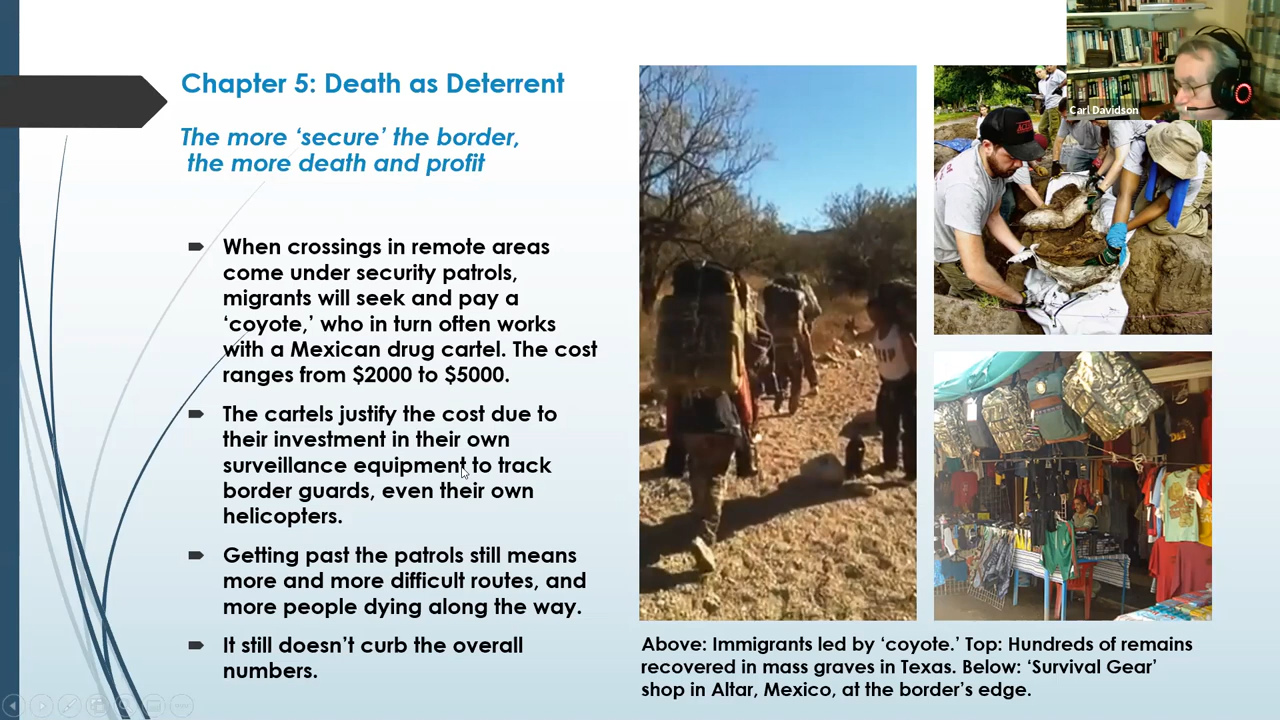 Chapter 5: Death as Deterrent
The more ‘secure’ the border,
the more death and profit
When crossings in remote areas
come under security patrols,
migrants will seek and pay a
‘coyote,’ who in turn often works
with a Mexican drug cartel. The cost
ranges from $2000 to $5000.
The cartels justify the cost due to
their investment in their own
surveillance equipment to track
border guards, even their own
helicopters.
Getting past the patrols still means
more and more difficult routes, and
more people dying along the way.
It still doesn’t curb the overall
numbers.
Carl Davidson
Above: Immigrants led by ‘coyote.’ Top: Hundreds of remains
recovered in mass graves in Texas. Below: ‘Survival Gear’
shop in Altar, Mexico, at the border’s edge.